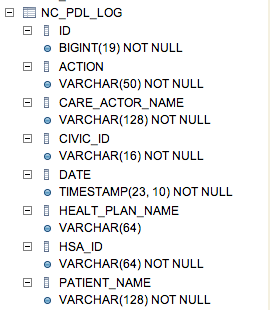 NC_PDL_LOG
ID
BIGINT(19) NOT NULL
ACTION
VARCHAR(50) NOT NULL
CARE_ACTOR_NAME
VARCHAR(128) NOT NULL
CIVIC_ID
VARCHAR(16) NOT NULL
DATE
TIMESTAMP(23, 10) NOT NULL
HEALT_PLAN_NAME
VARCHAR(64)
HSA_ID
VARCHAR(64) NOT NULL
PATIENT_NAME
VARCHAR(128) NOT NULL